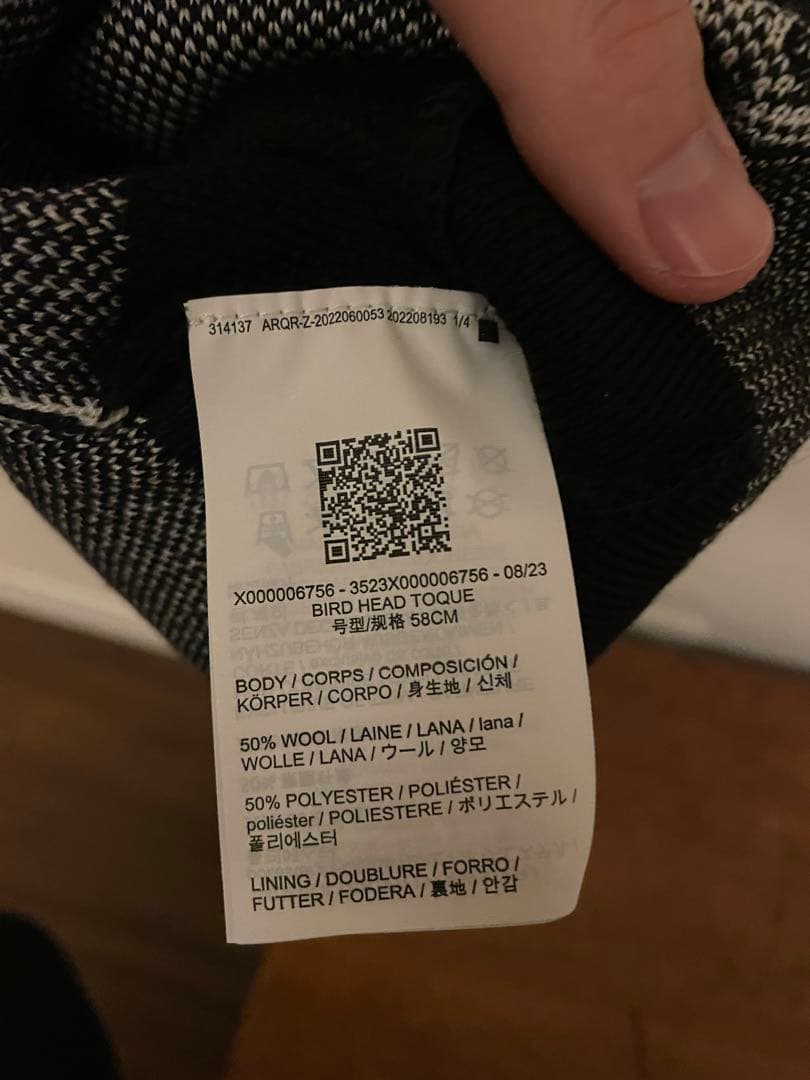 314137 ARQR-Z-2022060053 202208193 1/4
X000006756 - 3523X000006756 - 08/23
BIRD HEAD TOQUE
号型/规格 58CM
BODY / CORPS / COMPOSICIÓN /
KÖRPER / CORPO / 身生地 / 신체
50% WOOL / LAINE / LANA / lana /
WOLLE / LANA / ウール / 양모
50% POLYESTER / POLIÉSTER /
poliéster / POLIESTERE / ポリエステル /
폴리에스터
LINING / DOUBLURE / FORRO /
FUTTER / FODERA / 裏地 / 안감